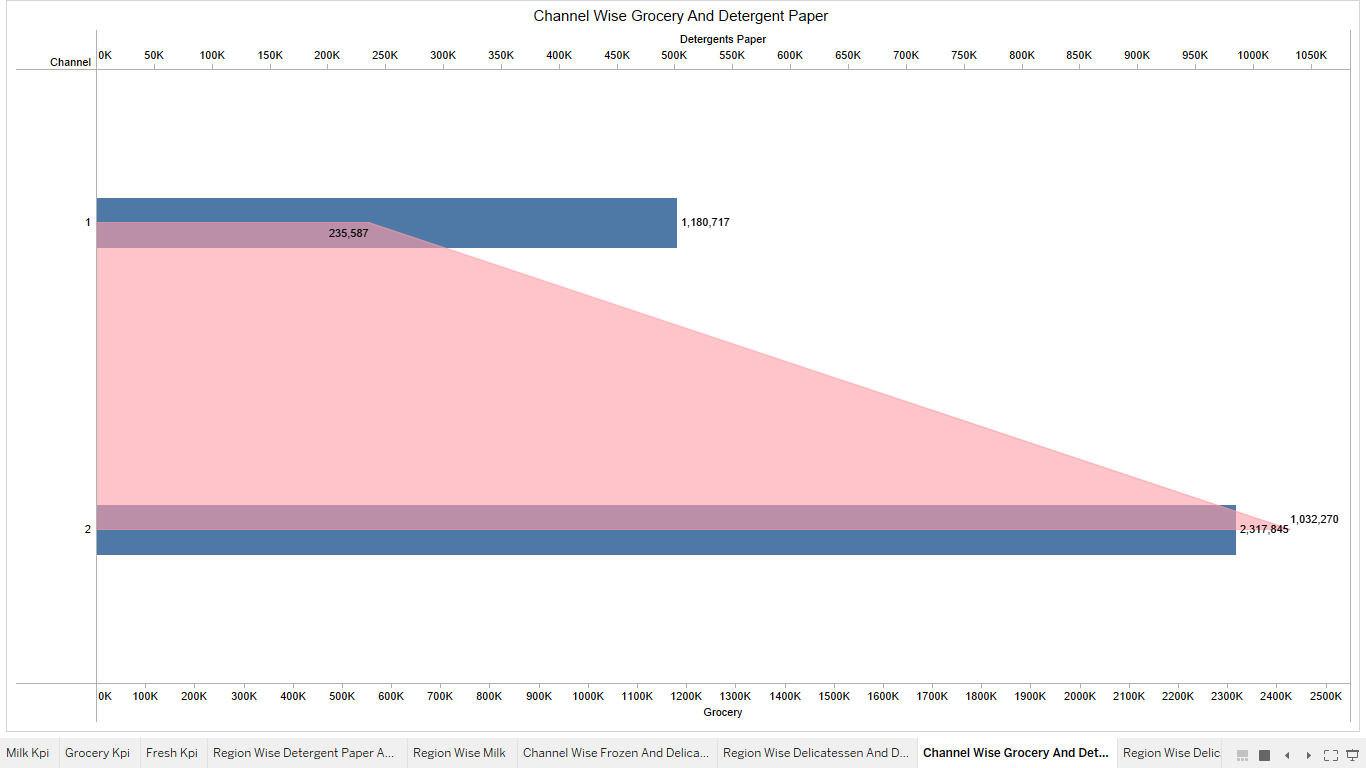 Channel Wise Grocery And Detergent Paper
Detergents Paper
Channel
0K 50K 100K 150K 200K 250K 300K 350K 400K 450K 500K 550K 600K 650K 700K 750K 800K 850K 900K 950K 1000K 1050K
1
1,180,717
235,587
1,032,270
2
2,317,845
0K 100K 200K 300K 400K 500K 600K 700K 800K 900K 1000K 1100K 1200K 1300K 1400K 1500K 1600K 1700K 1800K 1900K 2000K 2100K 2200K 2300K 2400K 2500K
Grocery
Milk Kpi Grocery Kpi Fresh Kpi Region Wise Detergent Paper A... Region Wise Milk Channel Wise Frozen And Delica... Region Wise Delicatessen And D... Channel Wise Grocery And Det... Region Wise Delic